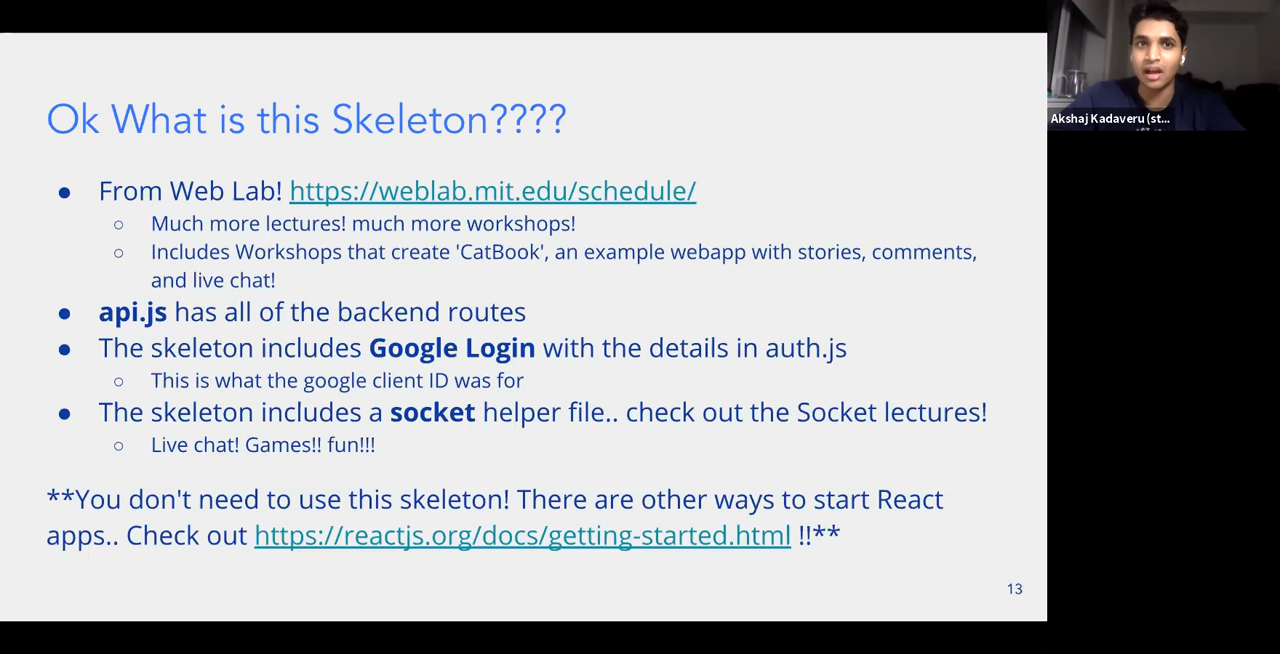 Ok What is this Skeleton????
● From Web Lab! https://weblab.mit.edu/schedule/
○ Much more lectures! much more workshops!
○ Includes Workshops that create 'CatBook', an example webapp with stories, comments,
and live chat!
● api.js has all of the backend routes
● The skeleton includes Google Login with the details in auth.js
○ This is what the google client ID was for
● The skeleton includes a socket helper file.. check out the Socket lectures!
○ Live chat! Games!! fun!!!
**You don't need to use this skeleton! There are other ways to start React
apps.. Check out https://reactjs.org/docs/getting-started.html !!**
13
Akshaj Kadaveru (st...